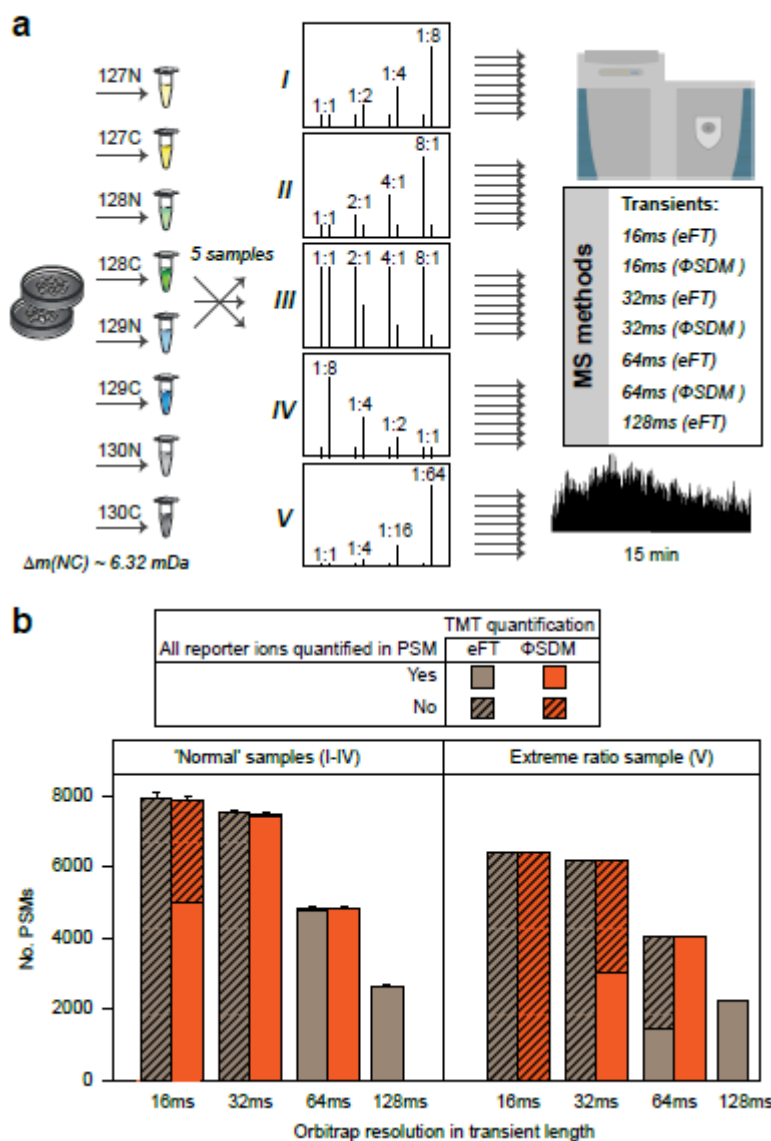 a
127N
127C
128N
128C
129N
129C
130N
130C
Δm(NC) ~ 6.32 mDa
5 samples
I
1:1 1:2 1:4 1:8
II
1:1 2:1 4:1 8:1
III
1:1 2:1 4:1 8:1
IV
1:8 1:4 1:2 1:1
V
1:1 1:4 1:16 1:64
MS methods
Transients:
16ms (eFT)
16ms (ΦSDM )
32ms (eFT)
32ms (ΦSDM )
64ms (eFT)
64ms (ΦSDM )
128ms (eFT)
15 min
b
TMT quantification
All reporter ions quantified in PSM eFT ΦSDM
Yes
No
'Normal' samples (I-IV) Extreme ratio sample (V)
No. PSMs
8000
6000
4000
2000
0
16ms 32ms 64ms 128ms 16ms 32ms 64ms 128ms
Orbitrap resolution in transient length